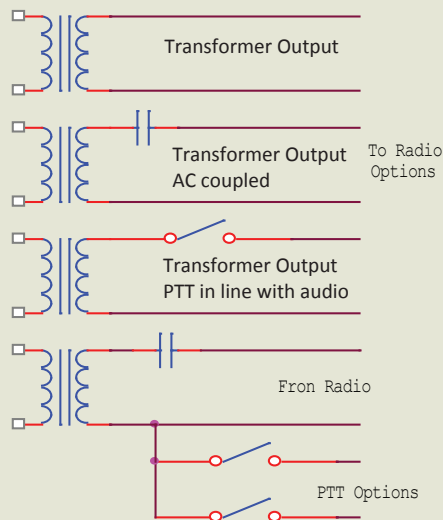 Transformer Output
Transformer Output
AC coupled
To Radio
Options
Transformer Output
PTT in line with audio
Fron Radio
PTT Options